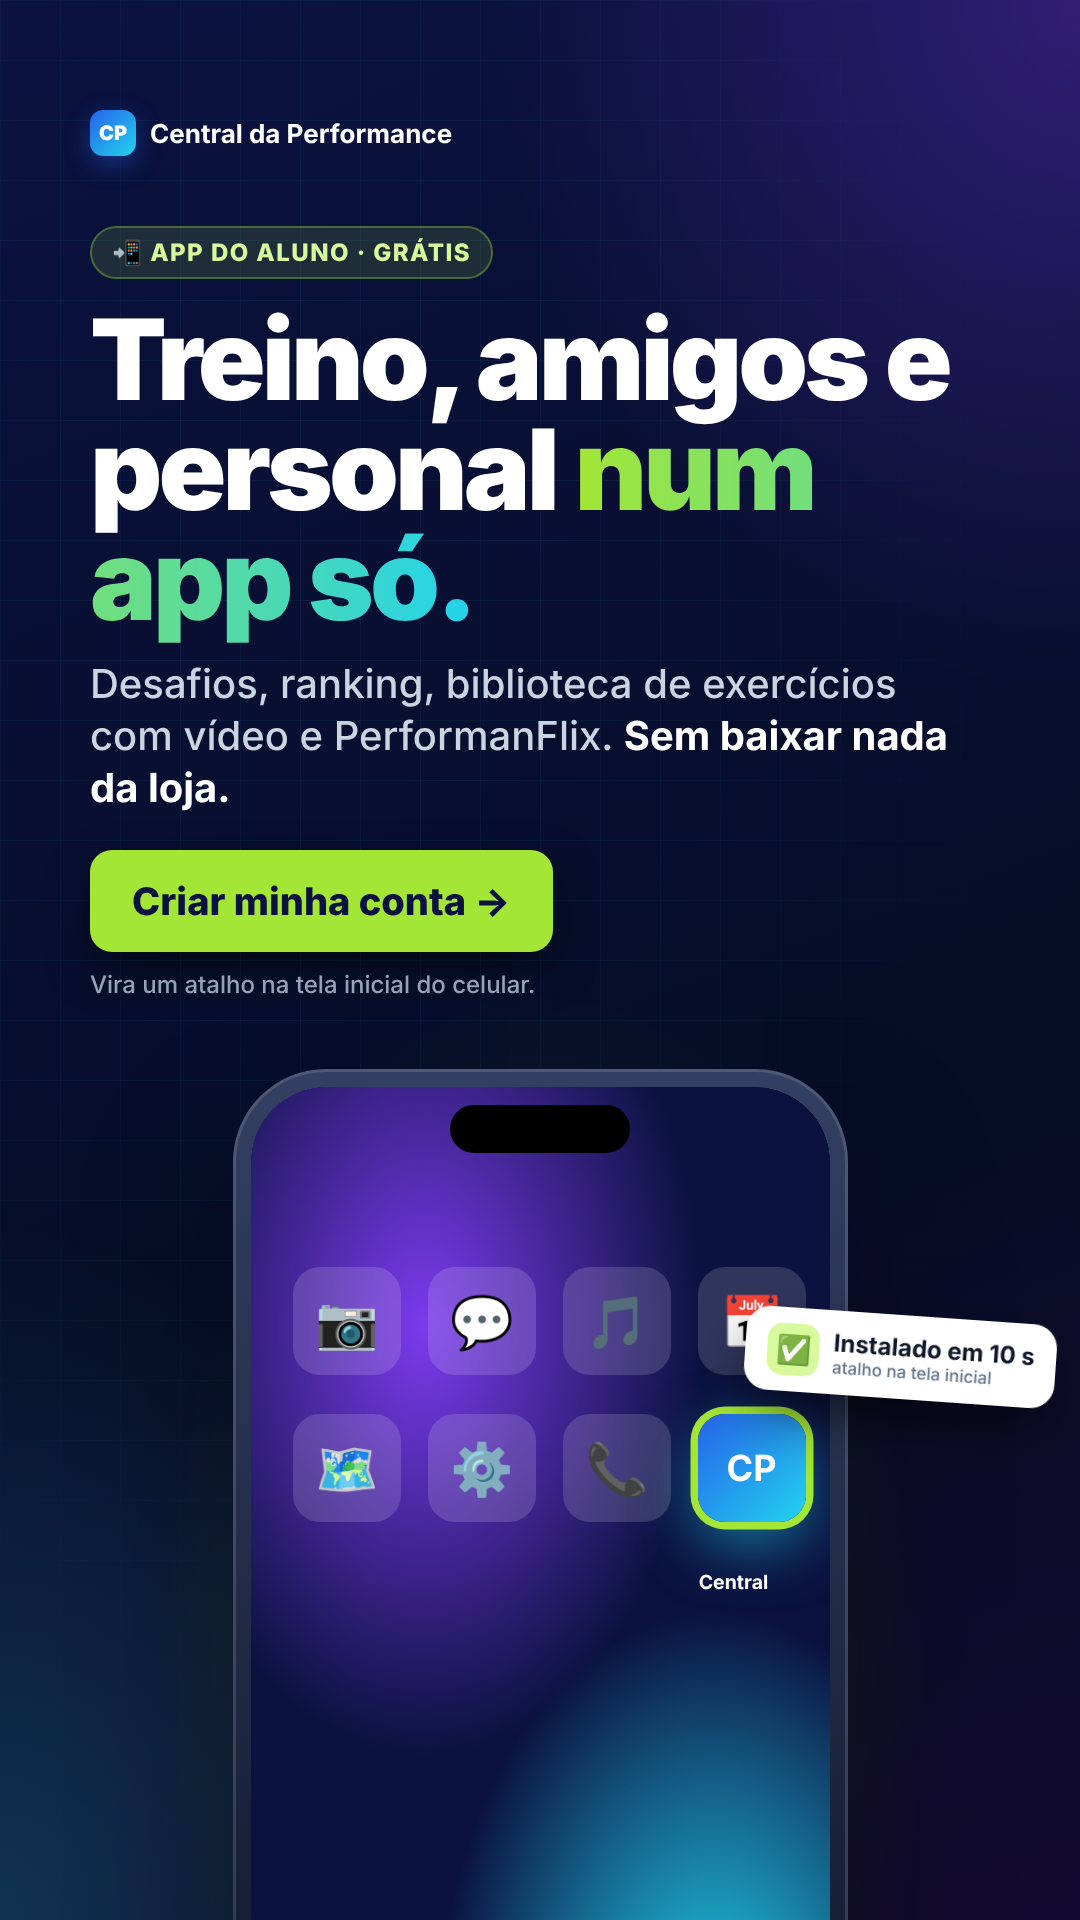 CP Central da Performance
APP DO ALUNO · GRÁTIS
Treino, amigos e
personal num
app só.
Desafios, ranking, biblioteca de exercícios
com vídeo e PerformanFlix. Sem baixar nada
da loja.
Criar minha conta →
Vira um atalho na tela inicial do celular.
July
Instalado em 10 s
atalho na tela inicial
CP
Central